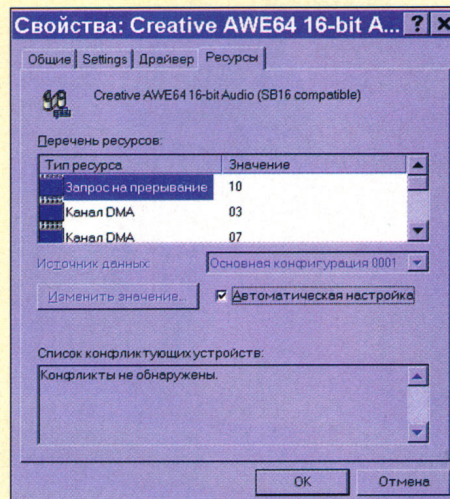 Свойства: Creative AWE64 16-bit A...
Общие Settings Драйвер Ресурсы
Creative AWE64 16-bit Audio (SB16 compatible)
Перечень ресурсов:
Тип ресурса Значение
Запрос на прерывание 10
Канал DMA 03
Канал DMA 07
Источник данных: Основная конфигурация 0001
Изменить значение... Автоматическая настройка
Список конфликтующих устройств:
Конфликты не обнаружены.
OK Отмена